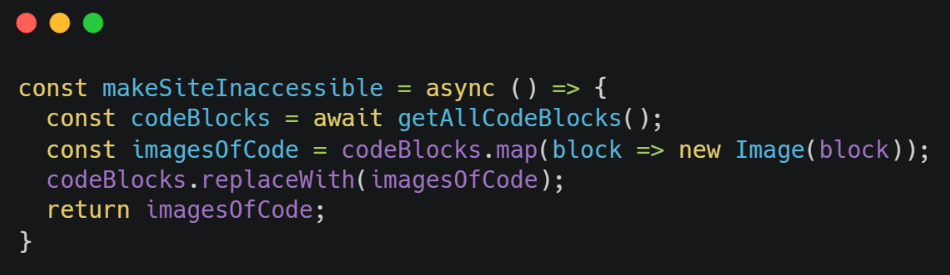 const makeSiteInaccessible = async () => {
  const codeBlocks = await getAllCodeBlocks();
  const imagesOfCode = codeBlocks.map(block => new Image(block));
  codeBlocks.replaceWith(imagesOfCode);
  return imagesOfCode;
}